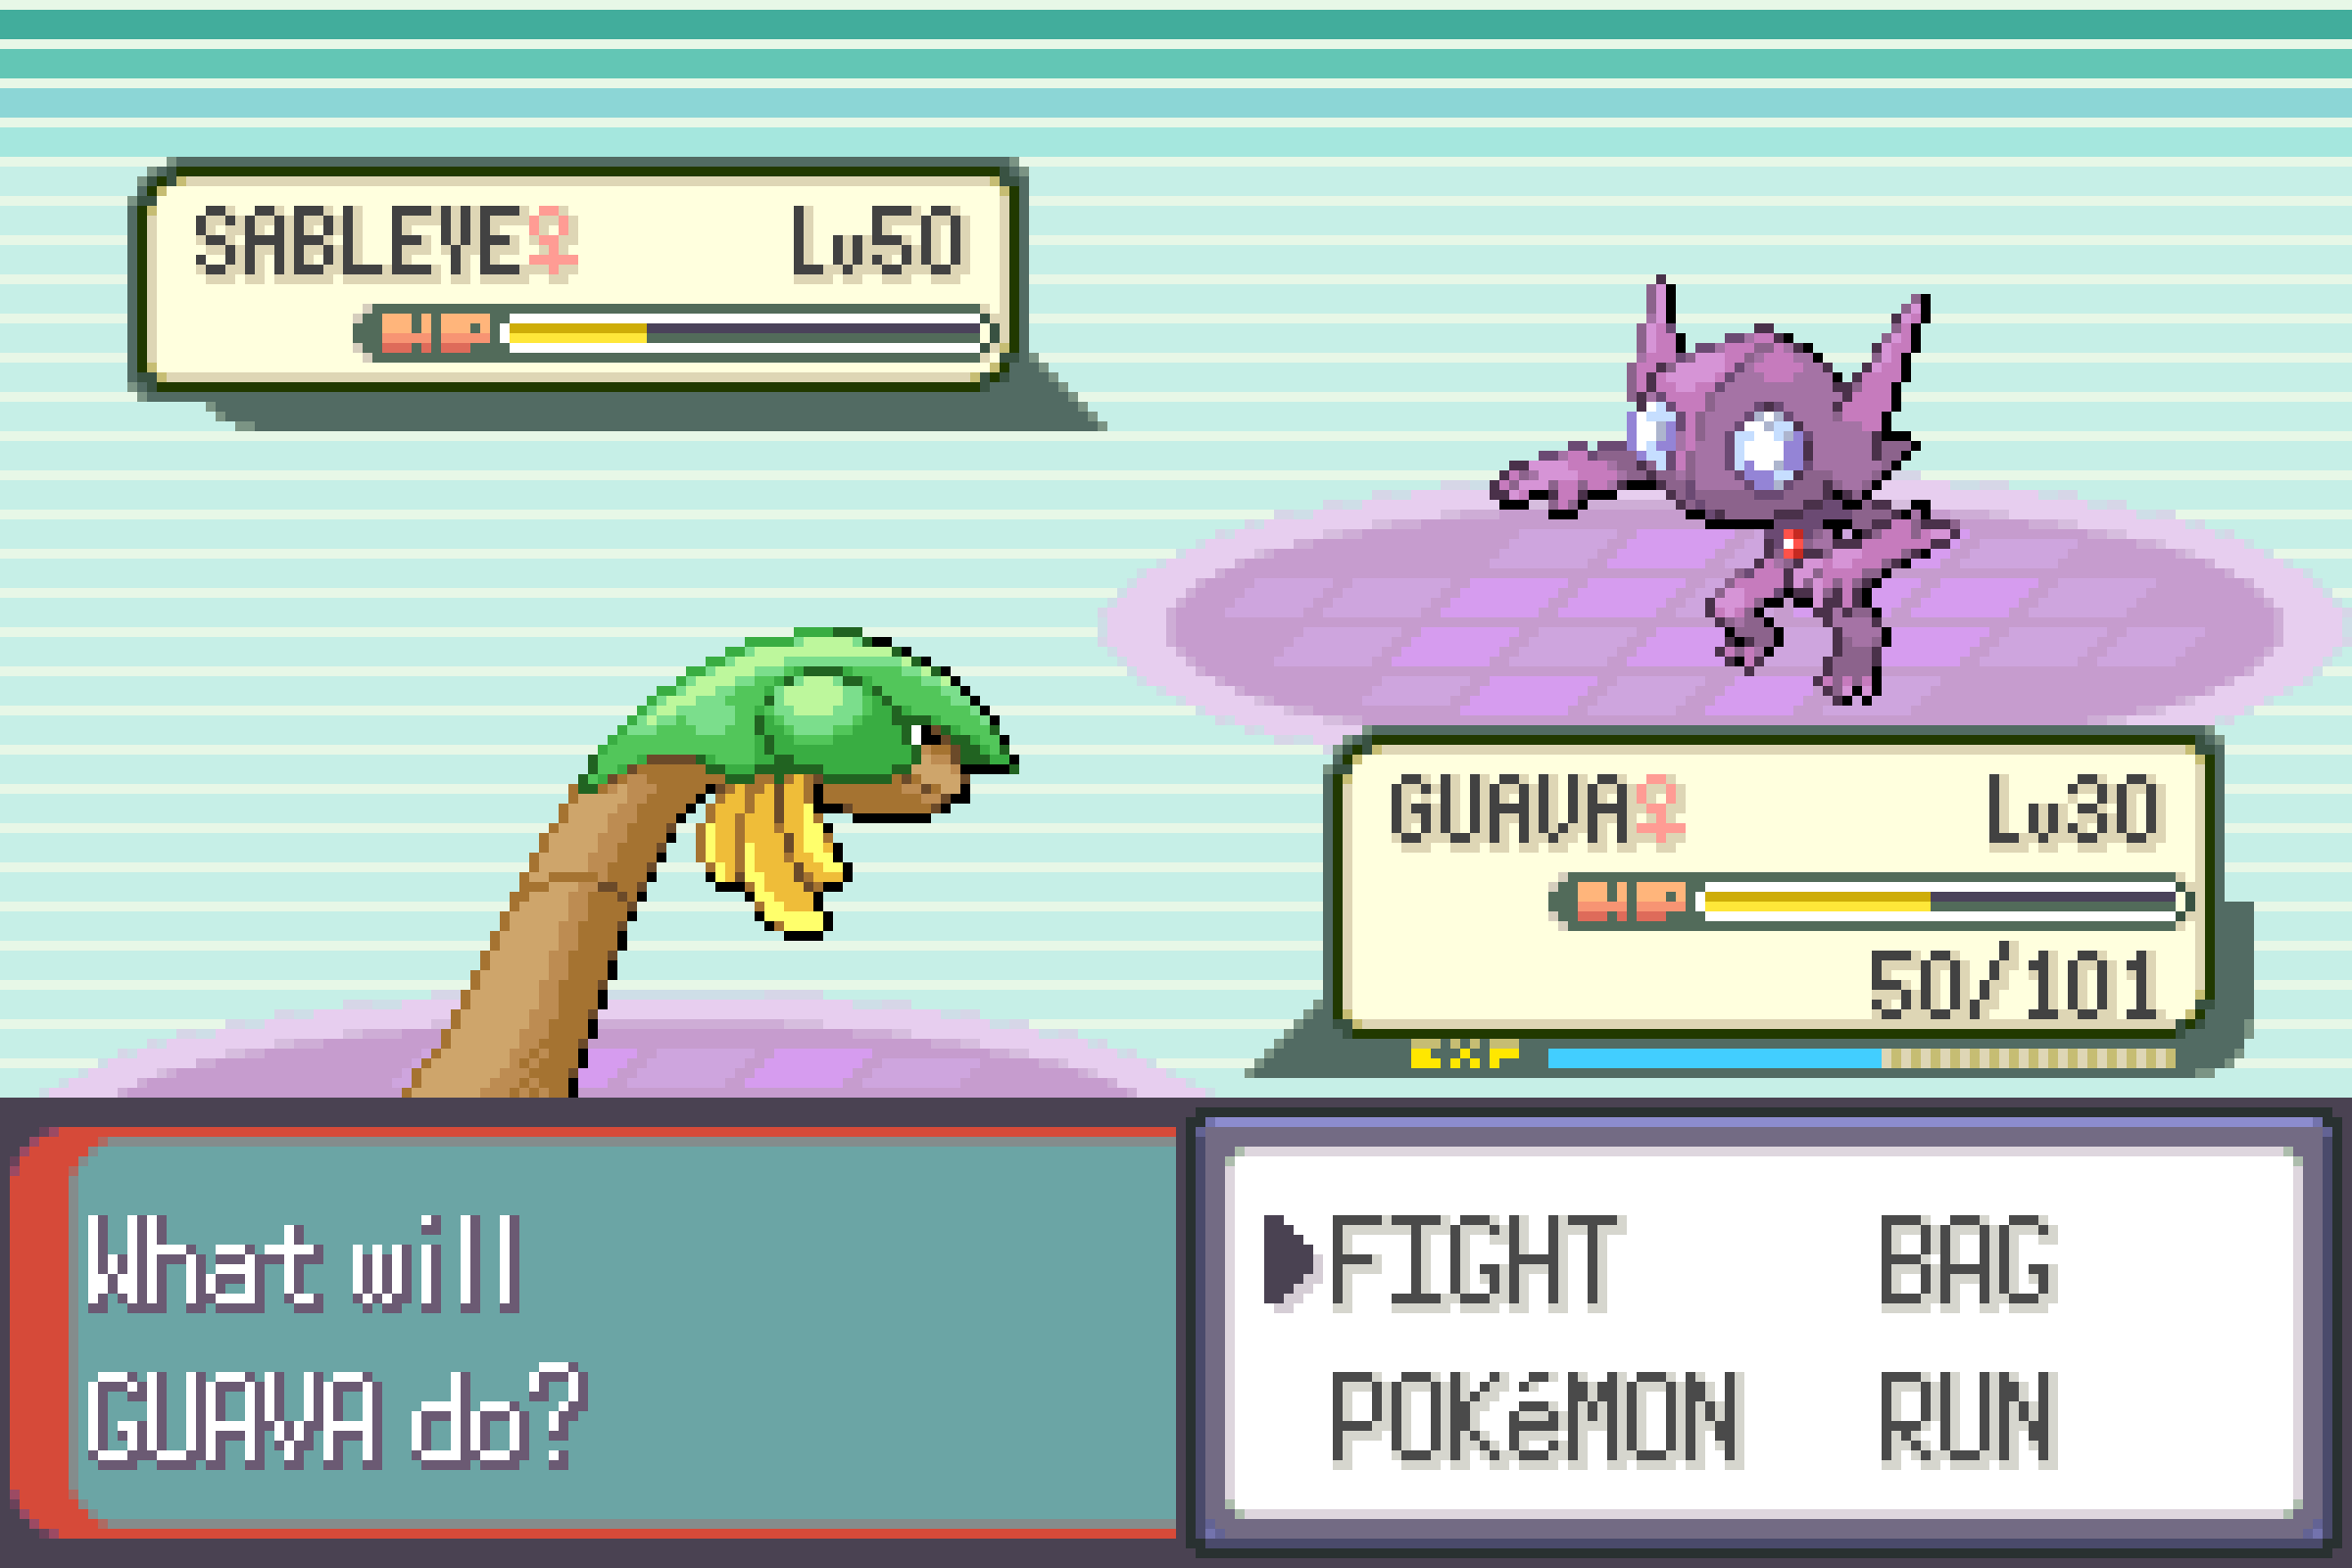 SABLEYE♀ Lv50
HP
GUAVA♀ Lv30
HP
50/101
EXP
What will
GUAVA do?
FIGHT BAG
POKéMON RUN